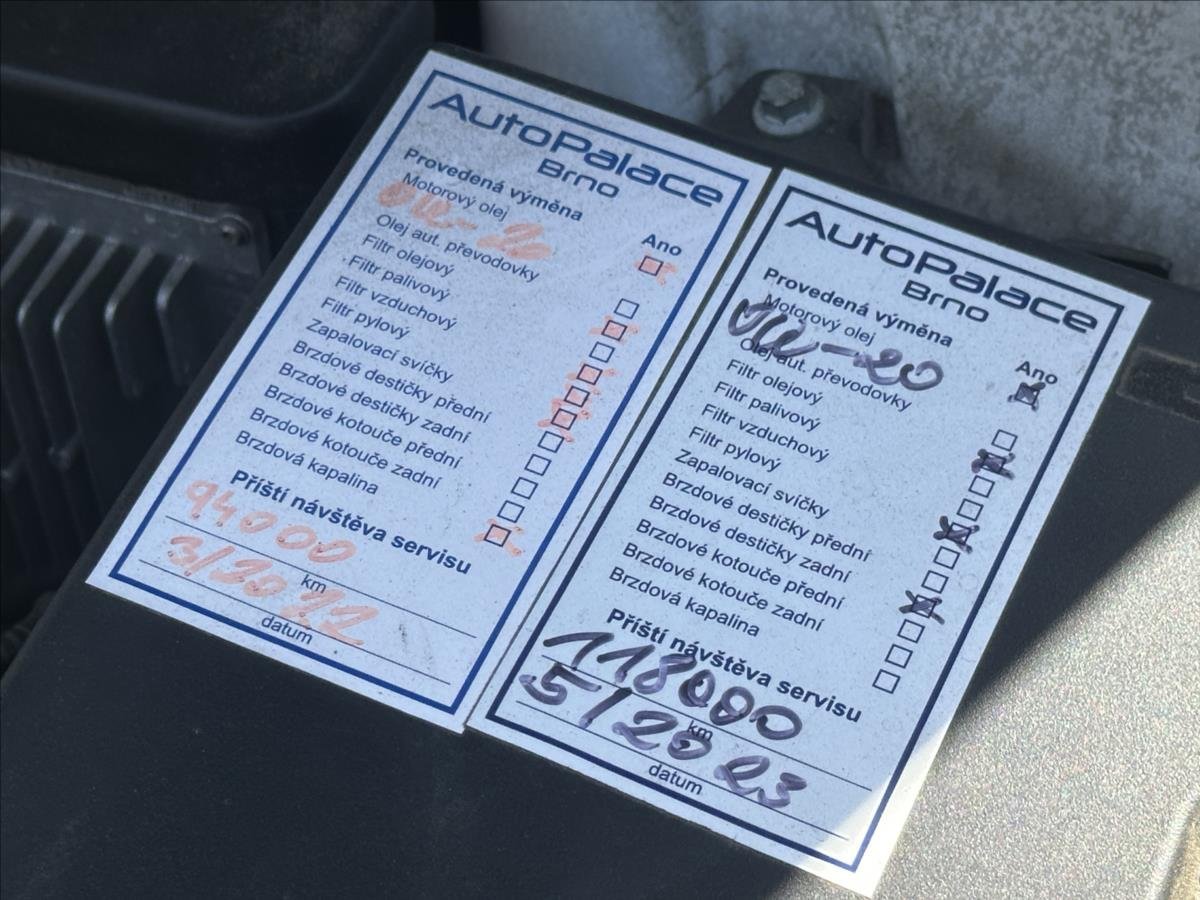 AutoPalace
Brno
Provedená výměna
Ano
Motorový olej
0W-20
Olej aut. převodovky
Filtr olejový
Filtr palivový
Filtr vzduchový
Filtr pylový
Zapalovací svíčky
Brzdové destičky přední
Brzdové destičky zadní
Brzdové kotouče přední
Brzdové kotouče zadní
Brzdová kapalina
Příští návštěva servisu
94000
km
3/2022
datum
AutoPalace
Brno
Provedená výměna
Ano
Motorový olej
0W-20
Olej aut. převodovky
Filtr olejový
Filtr palivový
Filtr vzduchový
Filtr pylový
Zapalovací svíčky
Brzdové destičky přední
Brzdové destičky zadní
Brzdové kotouče přední
Brzdové kotouče zadní
Brzdová kapalina
Příští návštěva servisu
118000
km
5/2023
datum